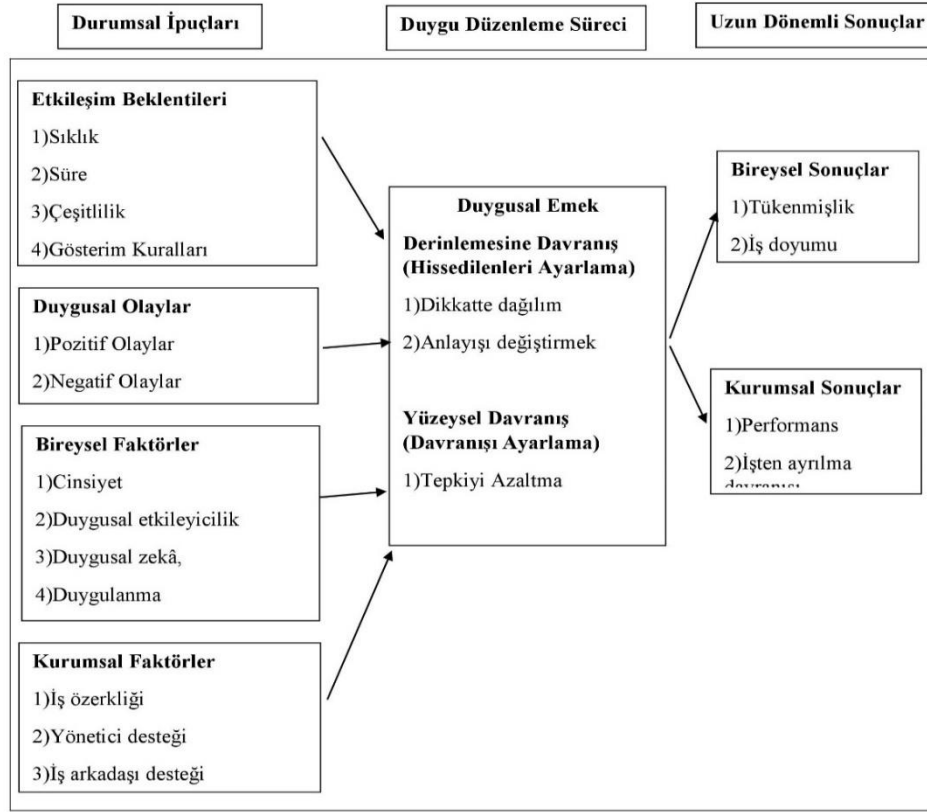 Durumsal İpuçları
Duygu Düzenleme Süreci
Uzun Dönemli Sonuçlar
Etkileşim Beklentileri
1)Sıklık
2)Süre
3)Çeşitlilik
4)Gösterim Kuralları
Duygusal Olaylar
1)Pozitif Olaylar
2)Negatif Olaylar
Bireysel Faktörler
1)Cinsiyet
2)Duygusal etkileyicilik
3)Duygusal zekâ,
4)Duygulanma
Kurumsal Faktörler
1)İş özerkliği
2)Yönetici desteği
3)İş arkadaşı desteği
Duygusal Emek
Derinlemesine Davranış
(Hissedilenleri Ayarlama)
1)Dikkatte dağılım
2)Anlayışı değiştirmek
Yüzeysel Davranış
(Davranışı Ayarlama)
1)Tepkiyi Azaltma
Bireysel Sonuçlar
1)Tükenmişlik
2)İş doyumu
Kurumsal Sonuçlar
1)Performans
2)İşten ayrılma
davranışı